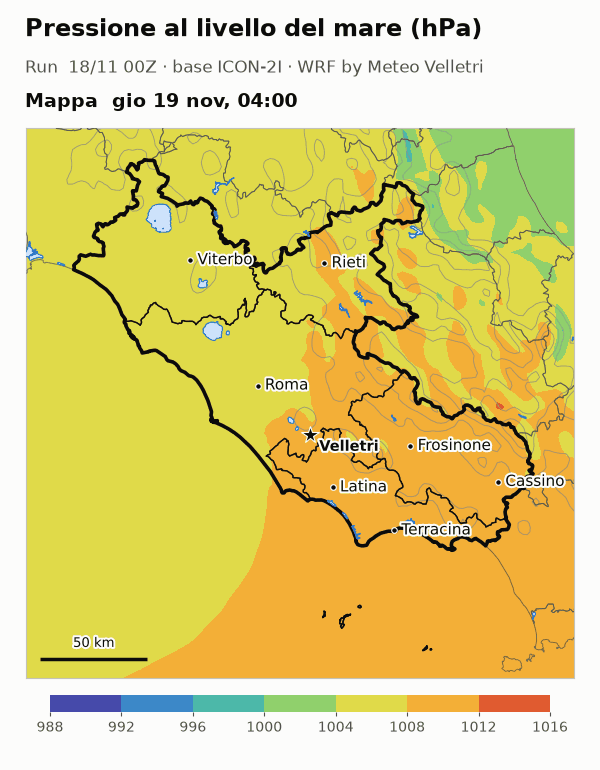 Pressione al livello del mare (hPa)
Run  18/11 00Z · base ICON-2I · WRF by Meteo Velletri
Mappa  gio 19 nov, 04:00
Viterbo
Rieti
Roma
Velletri
Frosinone
Latina
Cassino
Terracina
50 km
988 992 996 1000 1004 1008 1012 1016